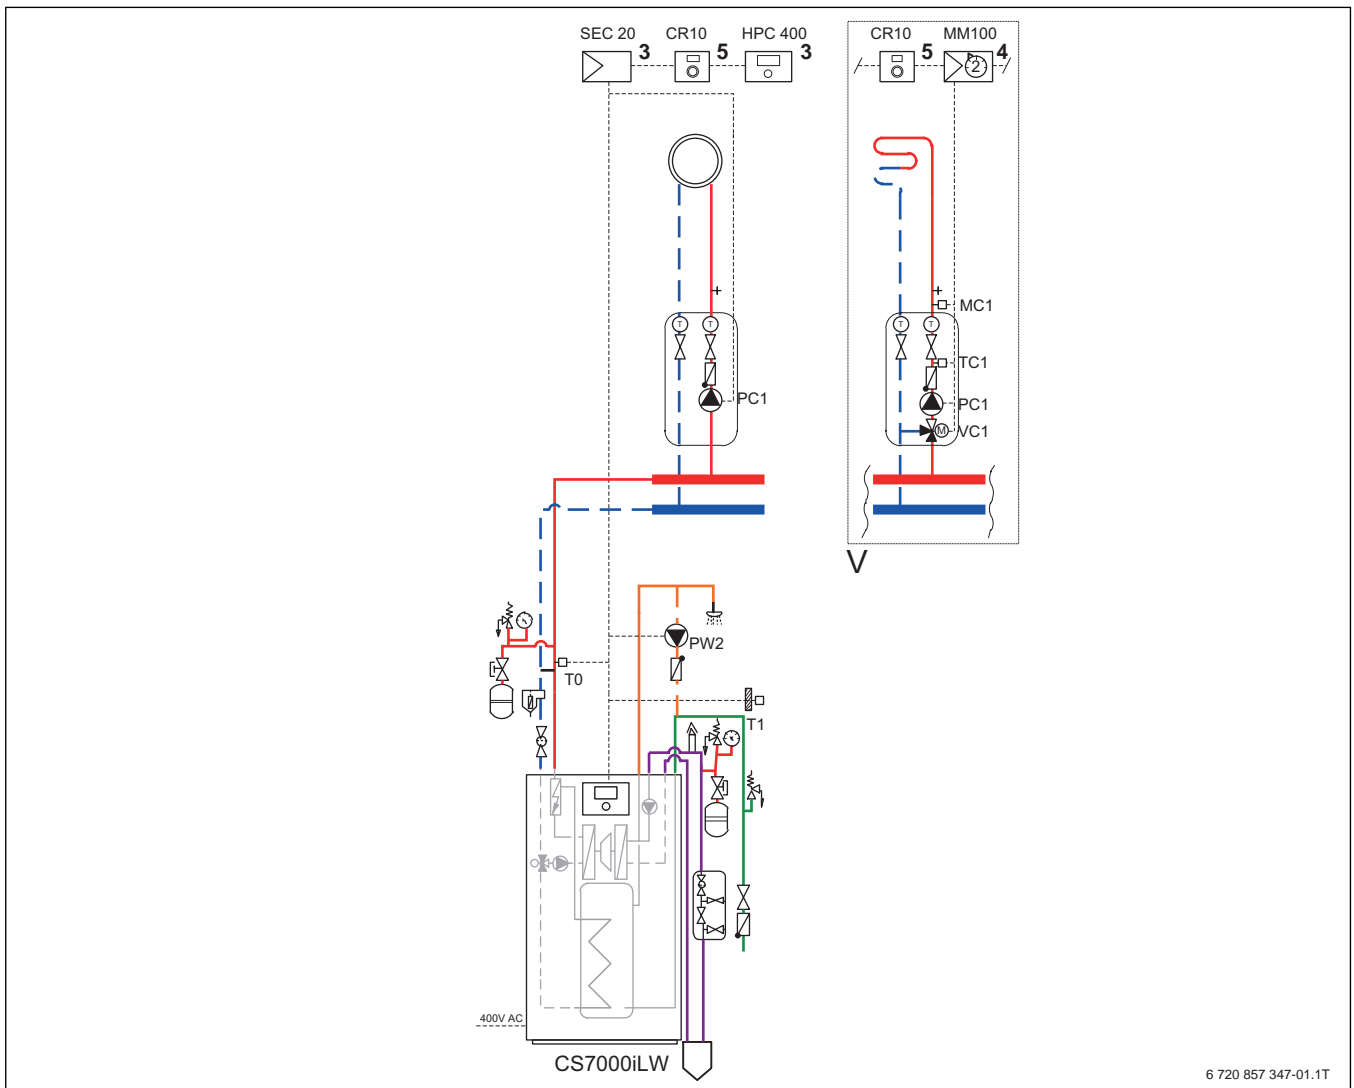 SEC 20 CR10 HPC 400
3 5 3
CR10 MM100
5 4
2
MC1
T T
T T
TC1
PC1
PC1
M VC1
V
PW2
T0
T1
400V AC
CS7000iLW
6 720 857 347-01.1T